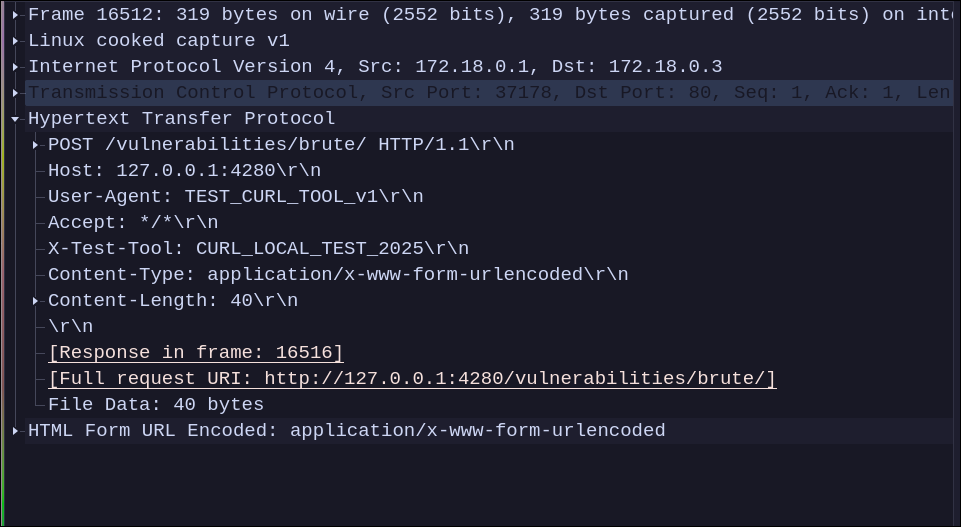 Frame 16512: 319 bytes on wire (2552 bits), 319 bytes captured (2552 bits) on
Linux cooked capture v1
Internet Protocol Version 4, Src: 172.18.0.1, Dst: 172.18.0.3
Transmission Control Protocol, Src Port: 37178, Dst Port: 80, Seq: 1, Ack: 1, Len
Hypertext Transfer Protocol
POST /vulnerabilities/brute/ HTTP/1.1\r\n
Host: 127.0.0.1:4280\r\n
User-Agent: TEST_CURL_TOOL_v1\r\n
Accept: */*\r\n
X-Test-Tool: CURL_LOCAL_TEST_2025\r\n
Content-Type: application/x-www-form-urlencoded\r\n
Content-Length: 40\r\n
\r\n
[Response in frame: 16516]
[Full request URI: http://127.0.0.1:4280/vulnerabilities/brute/]
File Data: 40 bytes
HTML Form URL Encoded: application/x-www-form-urlencoded